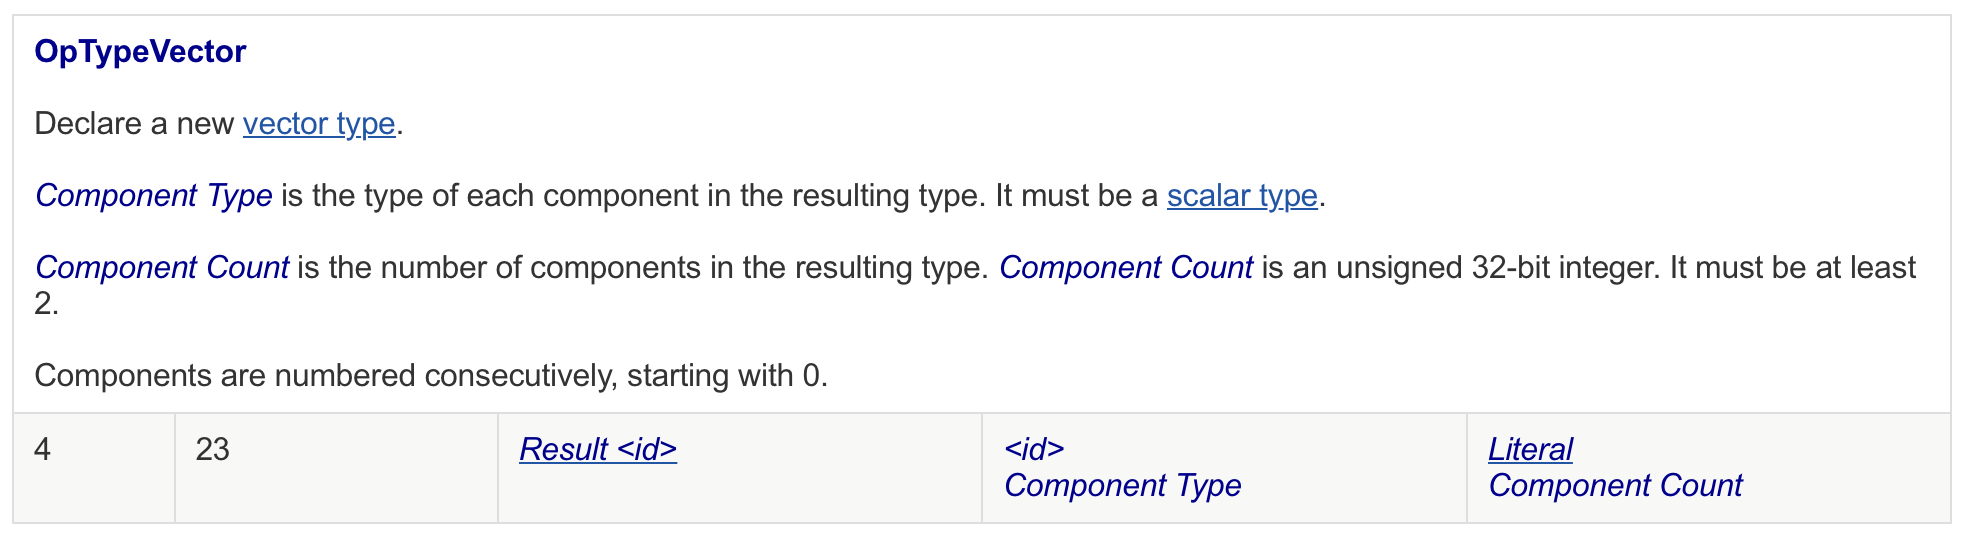 OpTypeVector
Declare a new vector type.
Component Type is the type of each component in the resulting type. It must be a scalar type.
Component Count is the number of components in the resulting type. Component Count is an unsigned 32-bit integer. It must be at least
2.
Components are numbered consecutively, starting with 0.
4
23
Result <id>
<id>
Component Type
Literal
Component Count